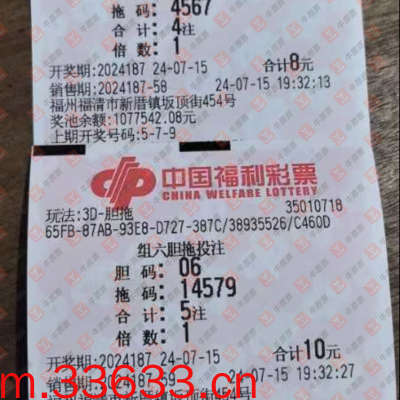 拖 码: 4567
合 计: 4注
倍 数: 1
开奖期:2024187 24-07-15 合计8元
销售期:2024187-58 24-07-15 19:32:13
福州福清市新厝镇坂顶街454号
奖池余额:1077542.08元
上期开奖号码:5-7-9
中国福利彩票
CHINA WELFARE LOTTERY
玩法:3D-胆拖 35010718
65FB-87AB-93E8-D727-387C/38935526/C460D
组六胆拖投注
胆 码: 06
拖 码: 14579
合 计: 5注
倍 数: 1
开奖期:2024187 24-07-15 合计10元
24-07-15 19:32:27
m.33633.cn